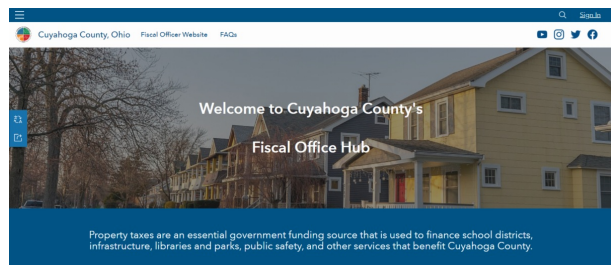 Sign In
Cuyahoga County, Ohio Fiscal Officer Website FAQs
Welcome to Cuyahoga County's
Fiscal Office Hub
Property taxes are an essential government funding source that is used to finance school districts,
infrastructure, libraries and parks, public safety, and other services that benefit Cuyahoga County.